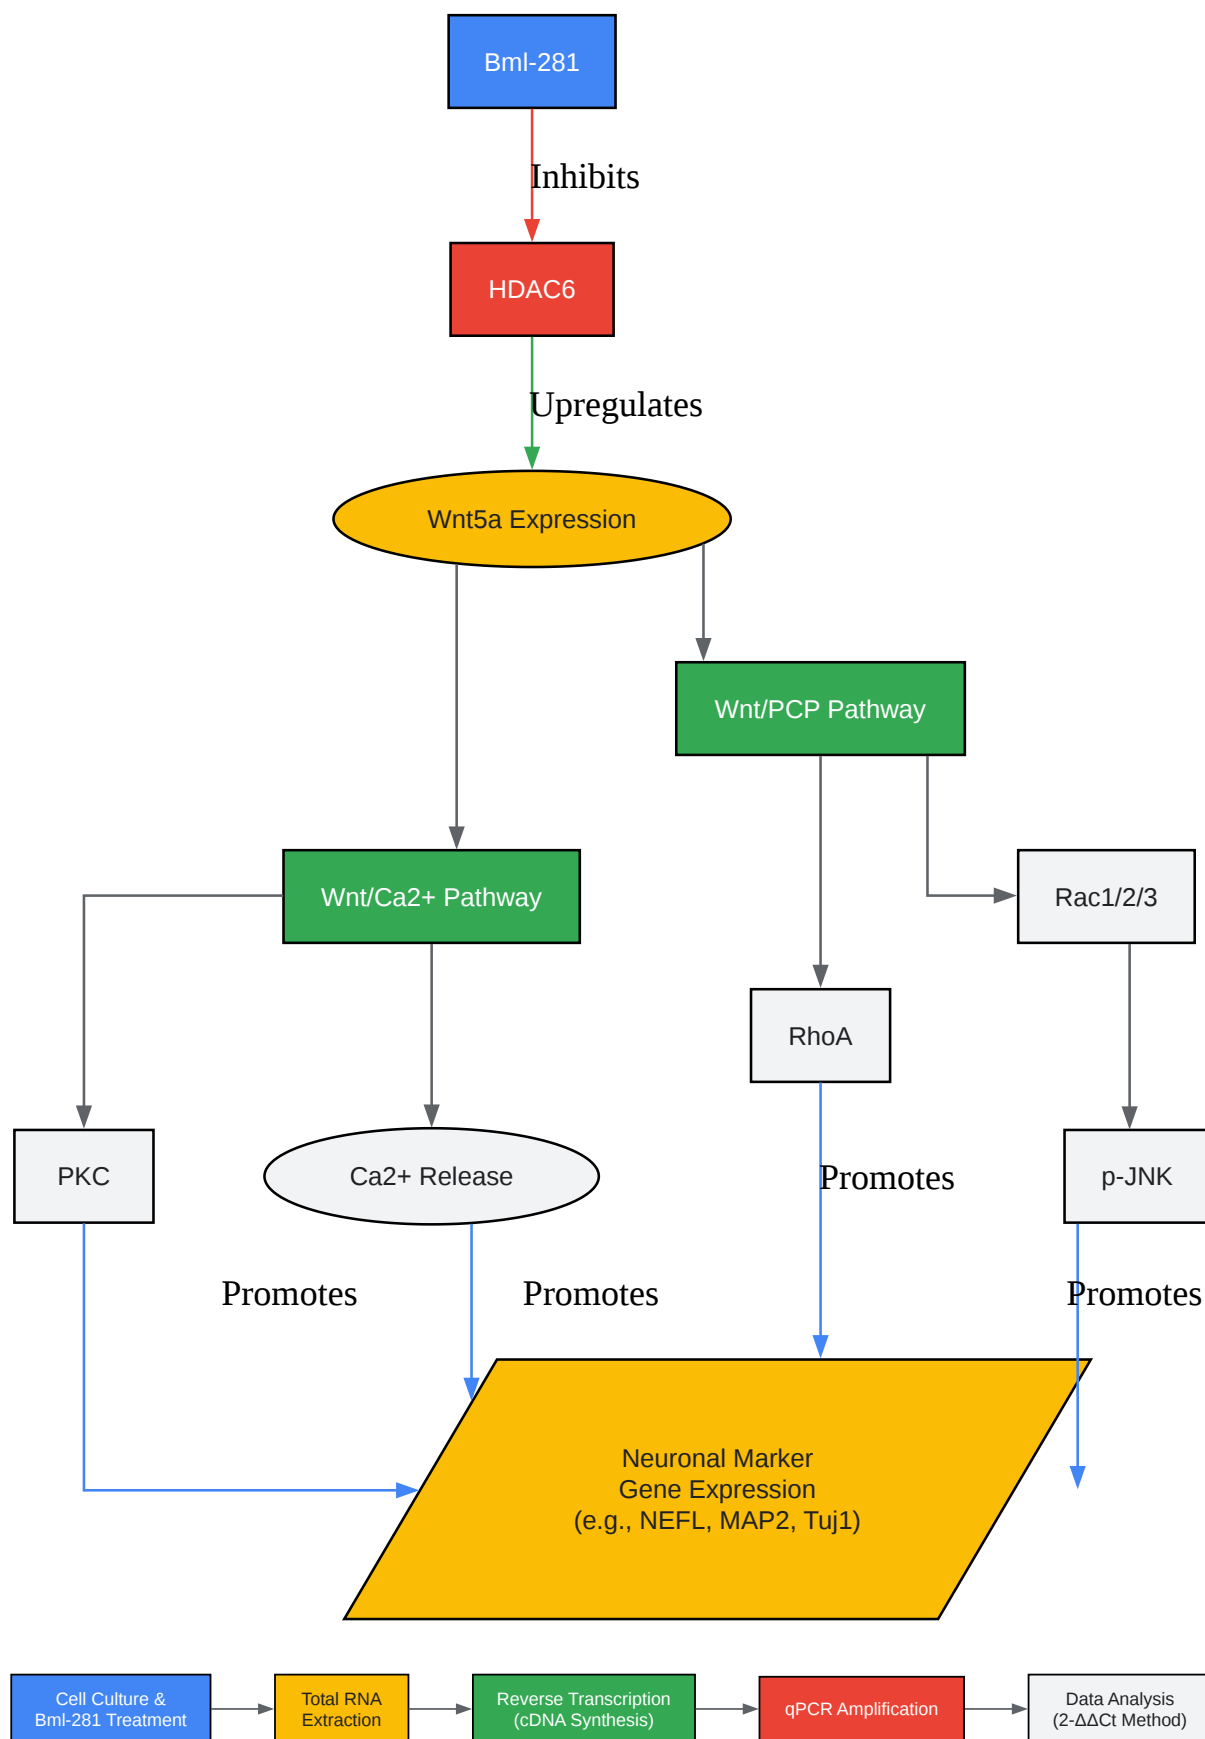 Bml-281
Inhibits
HDAC6
Upregulates
Wnt5a Expression
Wnt/PCP Pathway
Wnt/Ca2+ Pathway
Rac1/2/3
RhoA
PKC
Ca2+ Release
Promotes
p-JNK
Promotes
Promotes
Promotes
Neuronal Marker
Gene Expression
(e.g., NEFL, MAP2, Tuj1)
Cell Culture &
Bml-281 Treatment
Total RNA
Extraction
Reverse Transcription
(cDNA Synthesis)
qPCR Amplification
Data Analysis
(2-ΔΔCt Method)